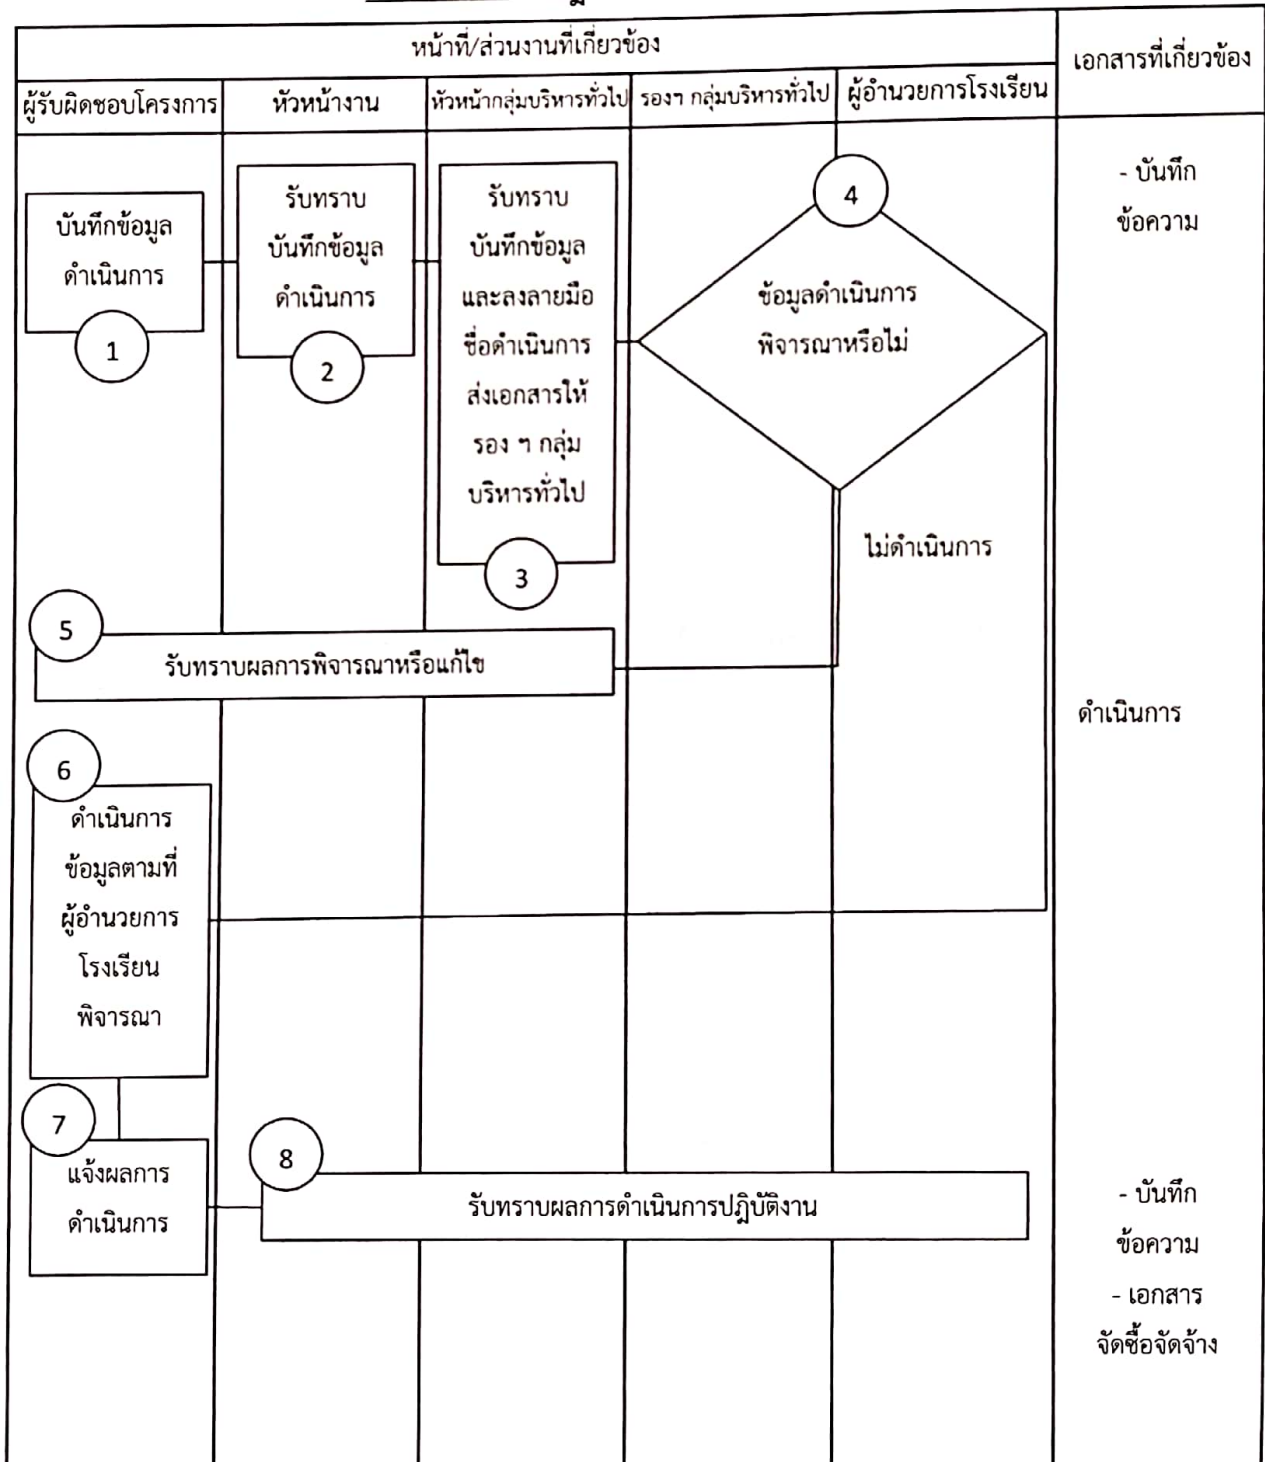 หน้าที่/ส่วนงานที่เกี่ยวข้อง
เอกสารที่เกี่ยวข้อง
ผู้รับผิดชอบโครงการ
หัวหน้างาน
หัวหน้ากลุ่มบริหารทั่วไป
รองฯ กลุ่มบริหารทั่วไป
ผู้อำนวยการโรงเรียน
บันทึกข้อมูล
ดำเนินการ
1
รับทราบ
บันทึกข้อมูล
ดำเนินการ
2
รับทราบ
บันทึกข้อมูล
และลงลายมือ
ชื่อดำเนินการ
ส่งเอกสารให้
รอง ฯ กลุ่ม
บริหารทั่วไป
3
4
ข้อมูลดำเนินการ
พิจารณาหรือไม่
- บันทึก
ข้อความ
ไม่ดำเนินการ
5
รับทราบผลการพิจารณาหรือแก้ไข
ดำเนินการ
6
ดำเนินการ
ข้อมูลตามที่
ผู้อำนวยการ
โรงเรียน
พิจารณา
7
แจ้งผลการ
ดำเนินการ
8
รับทราบผลการดำเนินการปฎิบัติงาน
- บันทึก
ข้อความ
- เอกสาร
จัดซื้อจัดจ้าง